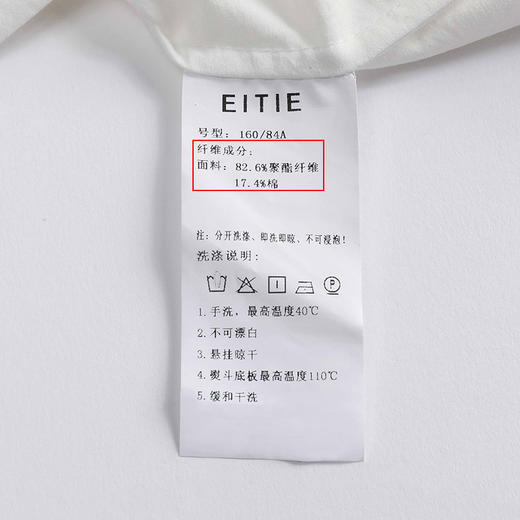 EITIE
号型: 160/84A
纤维成分:
面料: 82.6%聚酯纤维
17.4%棉
注: 分开洗涤、即洗即晾、不可浸泡!
洗涤说明:
1. 手洗, 最高温度40℃
2. 不可漂白
3. 悬挂晾干
4. 熨斗底板最高温度110℃
5. 缓和干洗